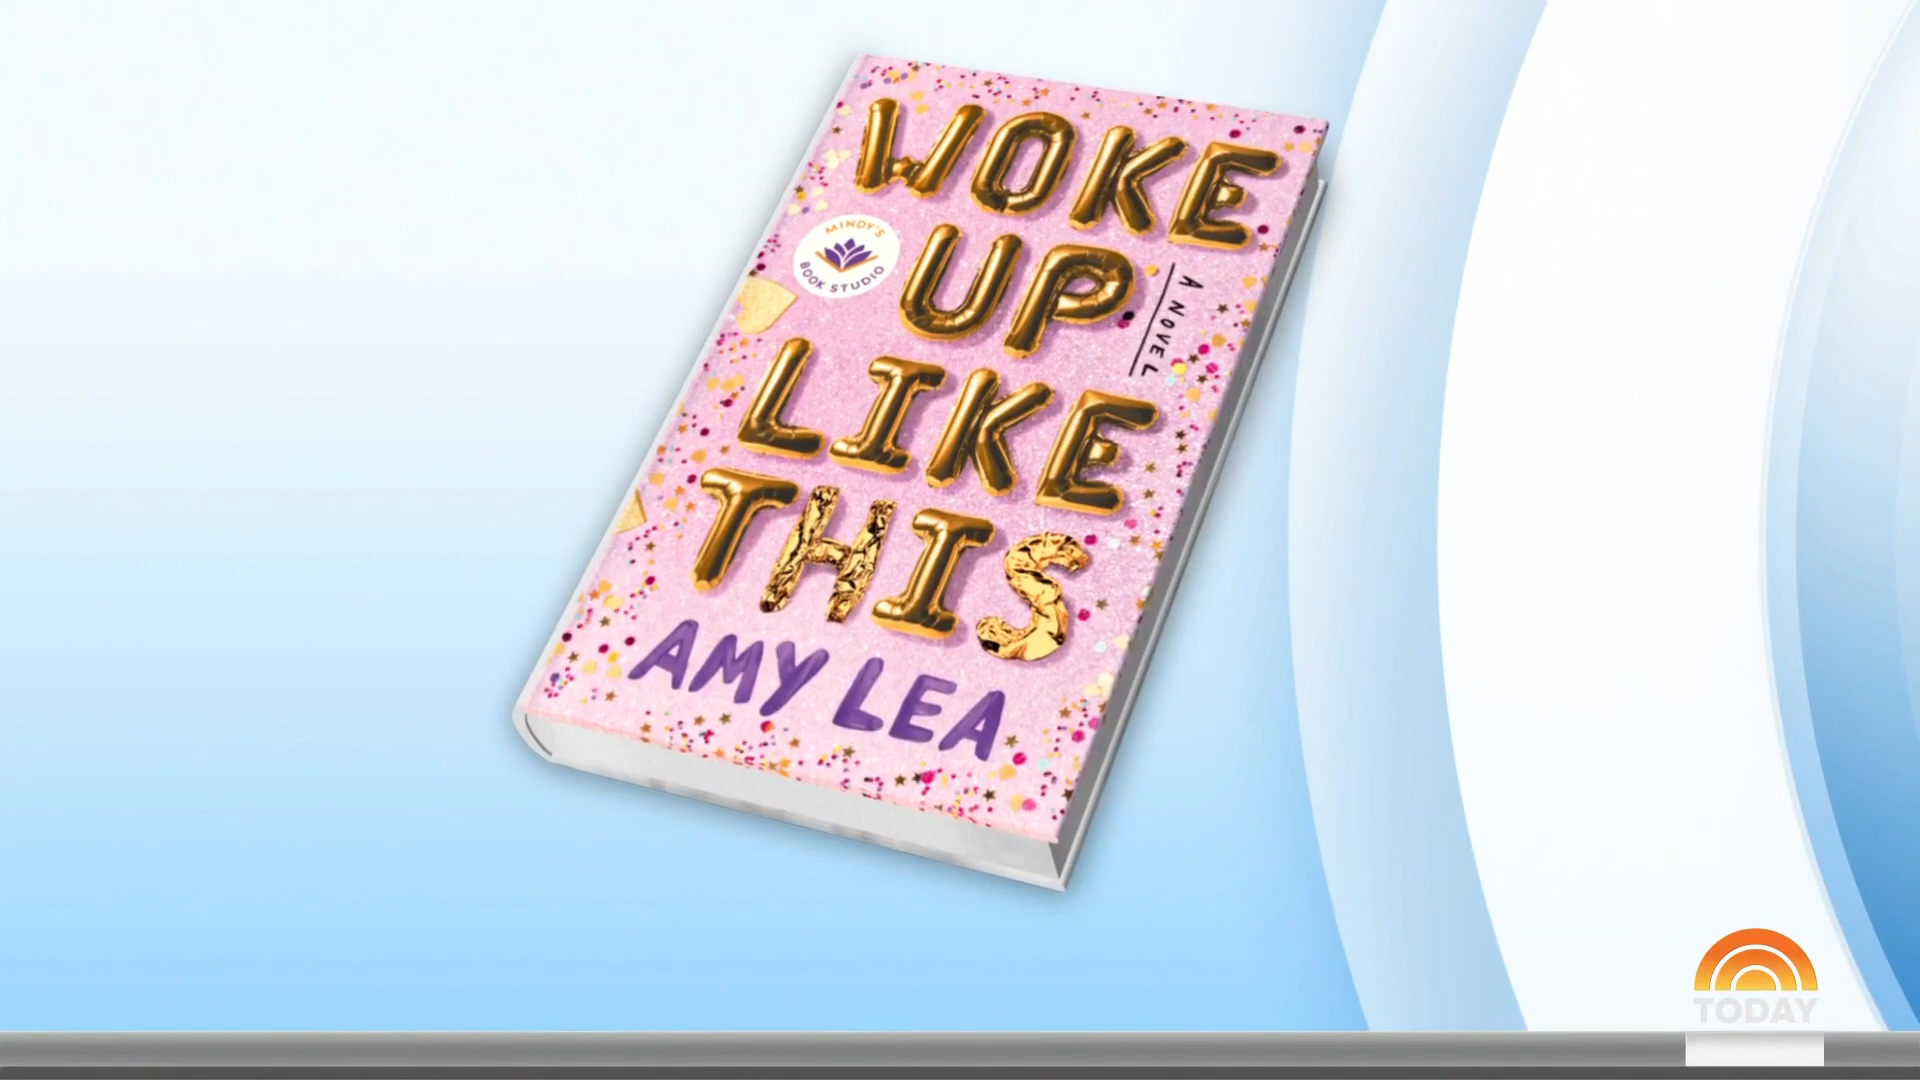 WOKE
UP
LIKE
THIS
A NOVEL
MINDY'S
BOOK STUDIO
AMY LEA
TODAY